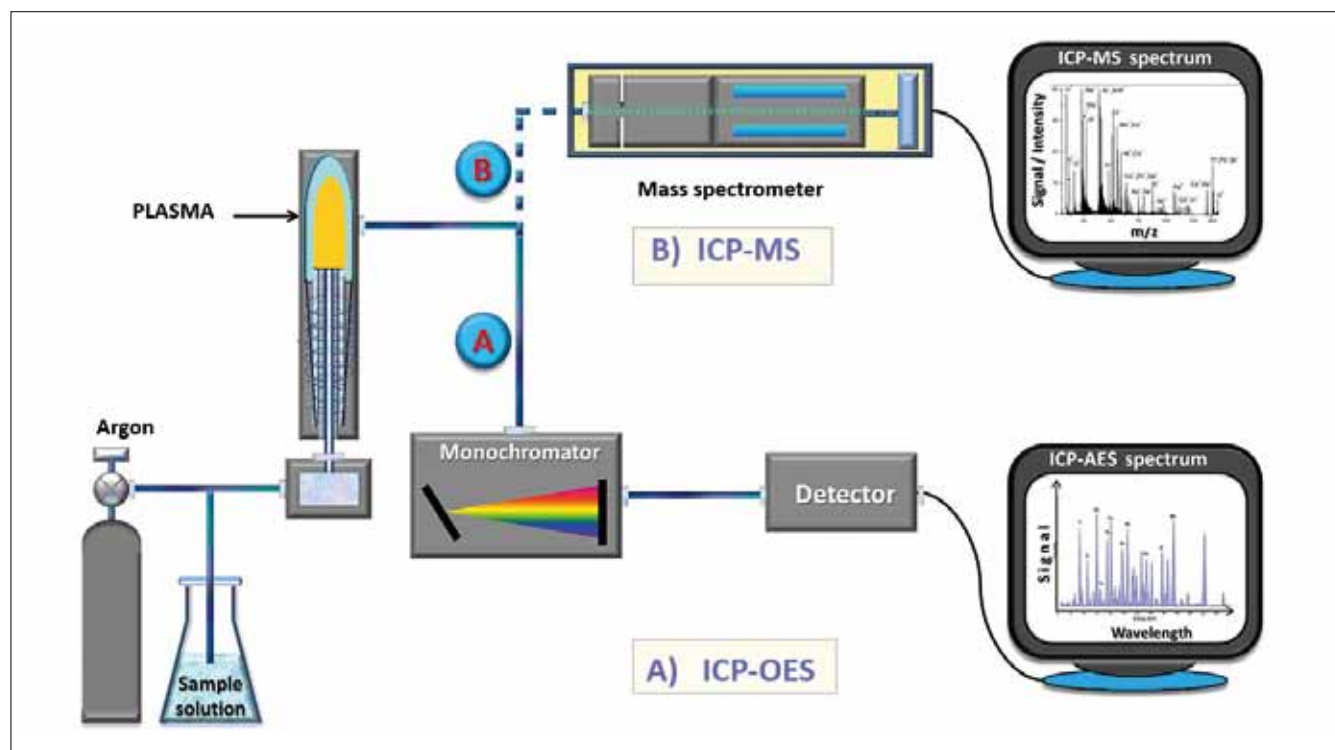 ICP-MS spectrum
Signal / Intensity
m/z
B
Mass spectrometer
PLASMA
B) ICP-MS
A
Argon
Monochromator
Detector
ICP-AES spectrum
Signal
Wavelength
Sample
solution
A) ICP-OES